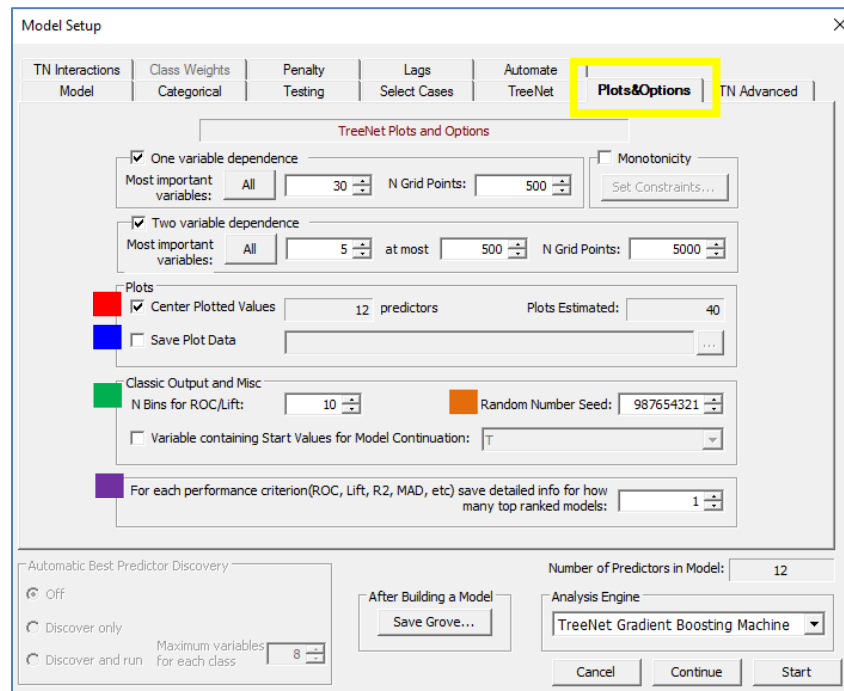 Model Setup
TN Interactions Class Weights Penalty Lags Automate
Model Categorical Testing Select Cases TreeNet Plots&Options TN Advanced
TreeNet Plots and Options
One variable dependence Monotonicity
Most important variables: All 30 N Grid Points: 500 Set Constraints...
Two variable dependence
Most important variables: All 5 at most 500 N Grid Points: 5000
Plots
Center Plotted Values 12 predictors Plots Estimated: 40
Save Plot Data ...
Classic Output and Misc
N Bins for ROC/Lift: 10 Random Number Seed: 987654321
Variable containing Start Values for Model Continuation: T
For each performance criterion(ROC, Lift, R2, MAD, etc) save detailed info for how
many top ranked models: 1
Automatic Best Predictor Discovery
Off
Discover only
Discover and run Maximum variables for each class 8
After Building a Model
Save Grove...
Number of Predictors in Model: 12
Analysis Engine
TreeNet Gradient Boosting Machine
Cancel Continue Start